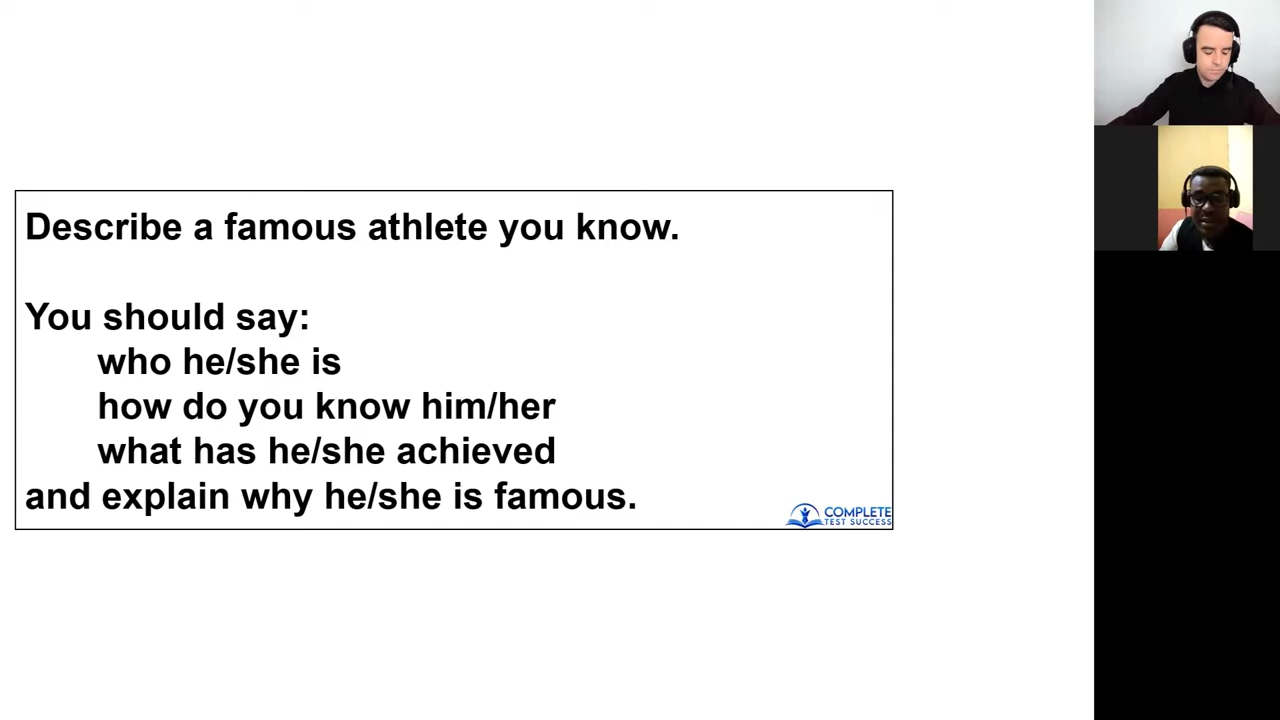 Describe a famous athlete you know.
You should say:
who he/she is
how do you know him/her
what has he/she achieved
and explain why he/she is famous.
COMPLETE
TEST SUCCESS